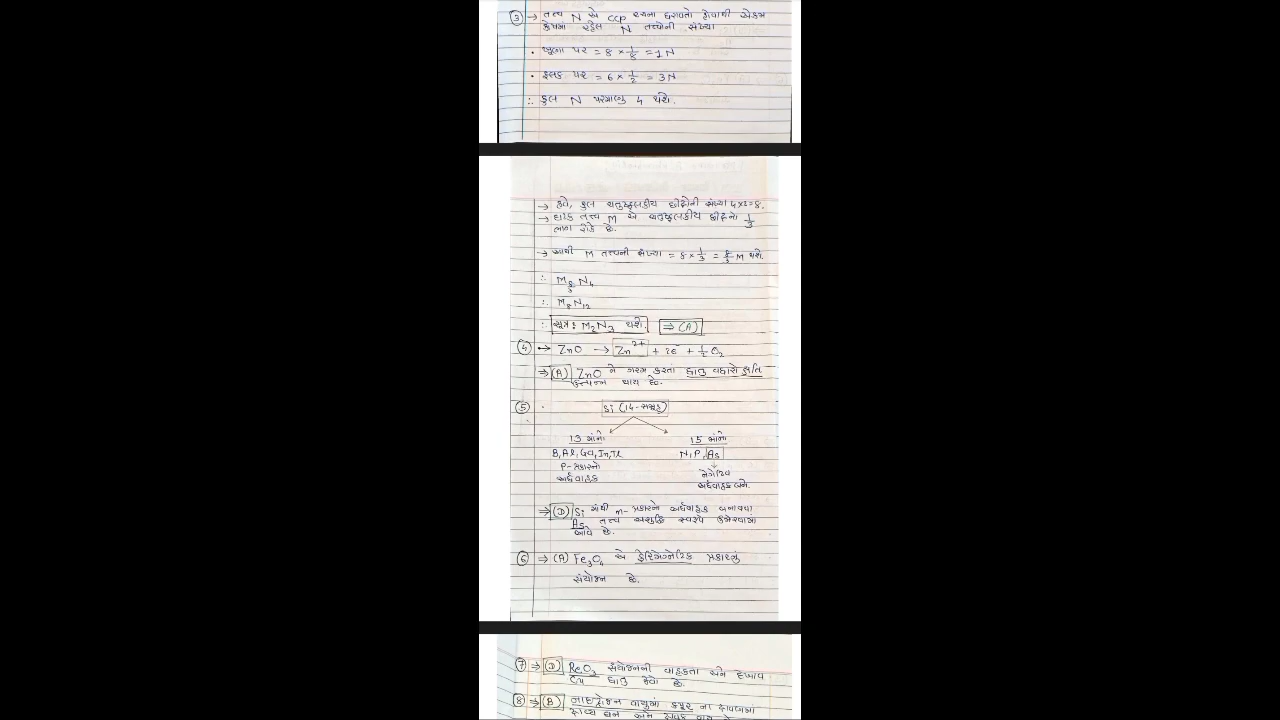 ③ → તત્વ N એ ccp રચના ધરાવતો હોવાથી એકમ
કોષમાં રહેલ N તત્વોની સંખ્યા
• ખૂણા પર = 8 × 1/8 = 1 N
• ફલક પર = 6 × 1/2 = 3 N
∴ કુલ N પરમાણુ 4 થશે.
→ હવે, કુલ ચતુષ્ફલકીય છીદ્રોની સંખ્યા 4×2=8.
→ તત્વ M એ ચતુષ્ફલકીય છીદ્રના 1/3
ભાગ રોકે છે.
→ આથી M તત્વની સંખ્યા = 8 × 1/3 = 8/3 M થશે.
∴ M8/3 N4
∴ M8N12
∴ સૂત્ર : M2N3 થશે. ⇒ (A)
④ → ZnO → Zn2+ + 2e- + 1/2 O2
⇒ (A) ZnO ને ગરમ કરતાં ધાતુ વધારો ક્ષતિ
ઉત્પન્ન થાય છે.
⑤ • Si (14-સમૂહ)
13 માંનો 15 માંનો
B, Al, Ga, In, Tl N, P, As
P-પ્રકારનો નેગેટિવ
અર્ધવાહક અર્ધવાહક બને.
⇒ (D) Si માંથી n-પ્રકારનો અર્ધવાહક બનાવવા
As તત્વ અશુદ્ધિ સ્વરૂપે ઉમેરવામાં
આવે છે.
⑥ ⇒ (A) Fe3O4 એ ફેરિમેગ્નેટિક પ્રકારનું
સંયોજન છે.
⑦ ⇒ (D) ReO3 સંયોજનની વાહકતા અને દેખાવ
Cu ધાતુ જેવો છે.
⑧ ⇒ (B) વાયુમાં કપૂર ના